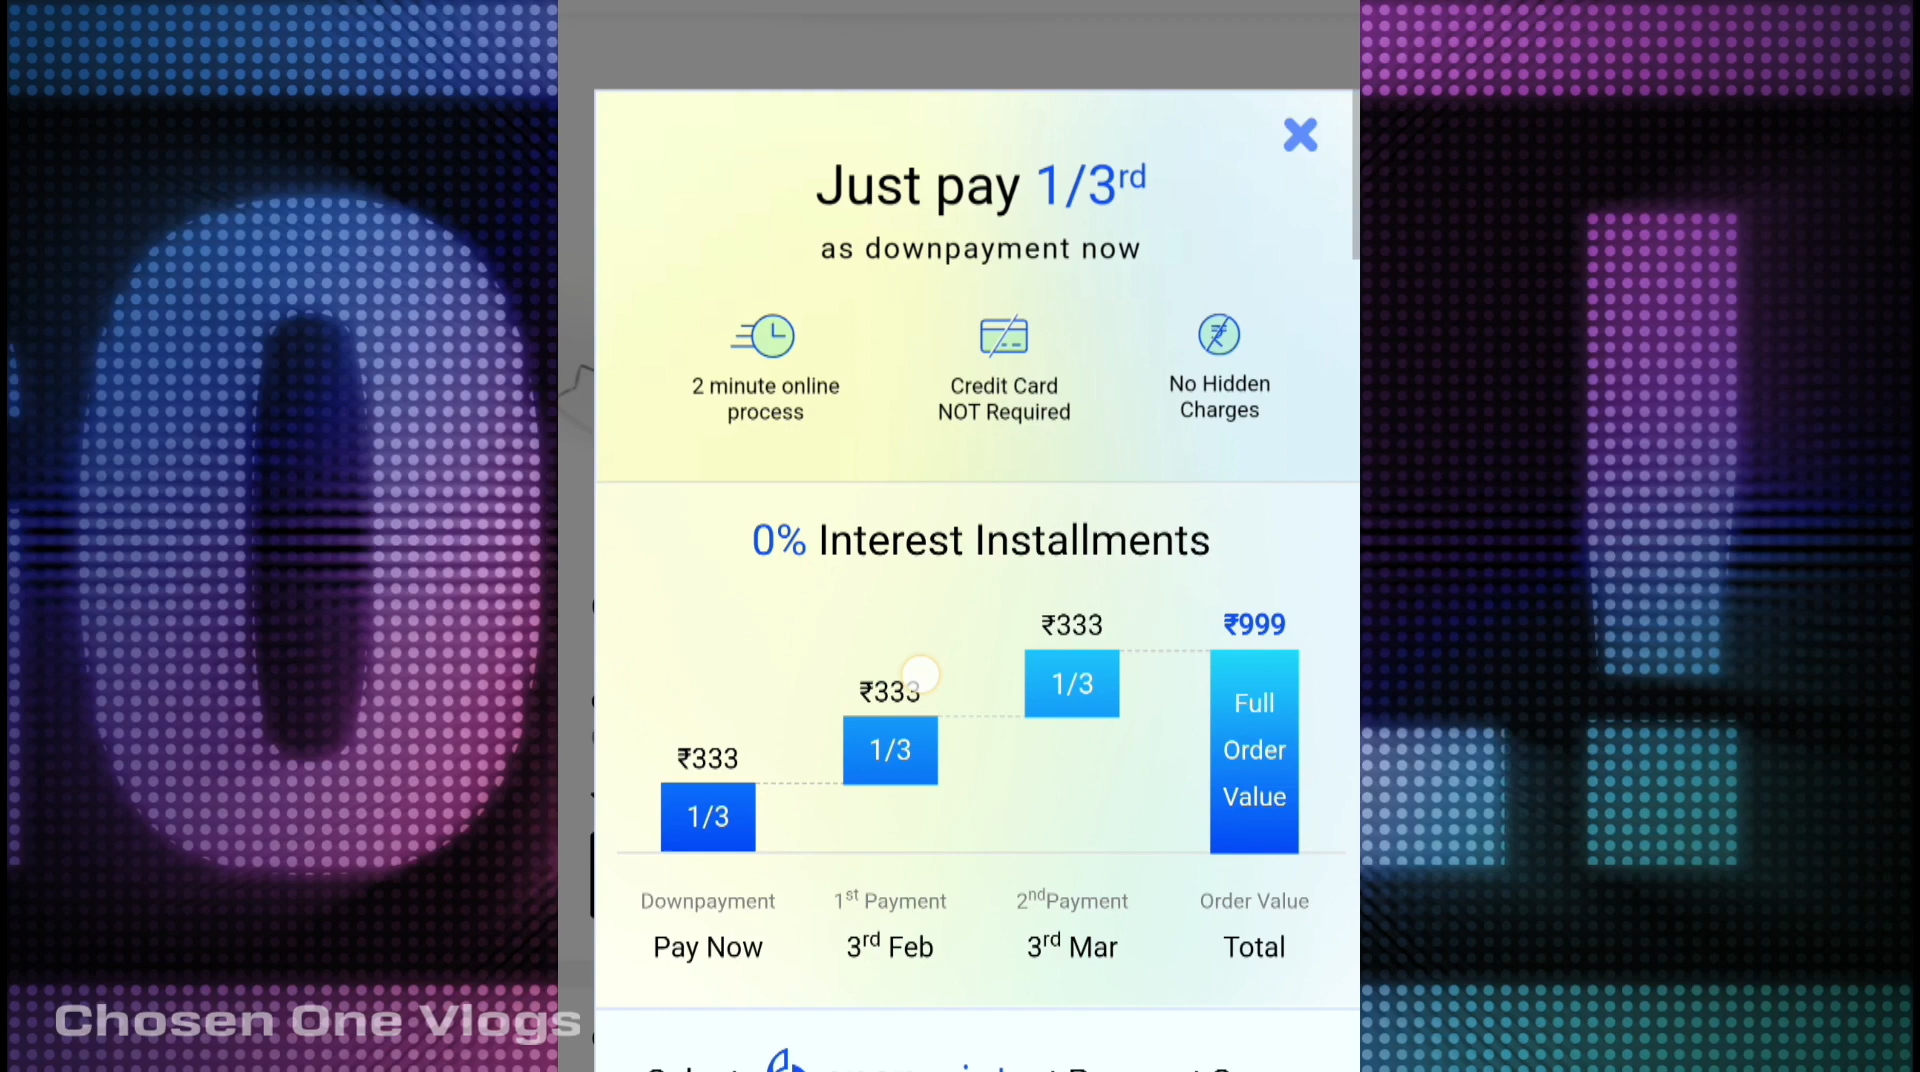 Just pay 1/3rd
as downpayment now
2 minute online
process
Credit Card
NOT Required
No Hidden
Charges
0% Interest Installments
₹333
₹333
₹333
₹999
1/3
1/3
1/3
Full
Order
Value
Downpayment
1st Payment
2ndPayment
Order Value
Pay Now
3rd Feb
3rd Mar
Total
Chosen One Vlogs